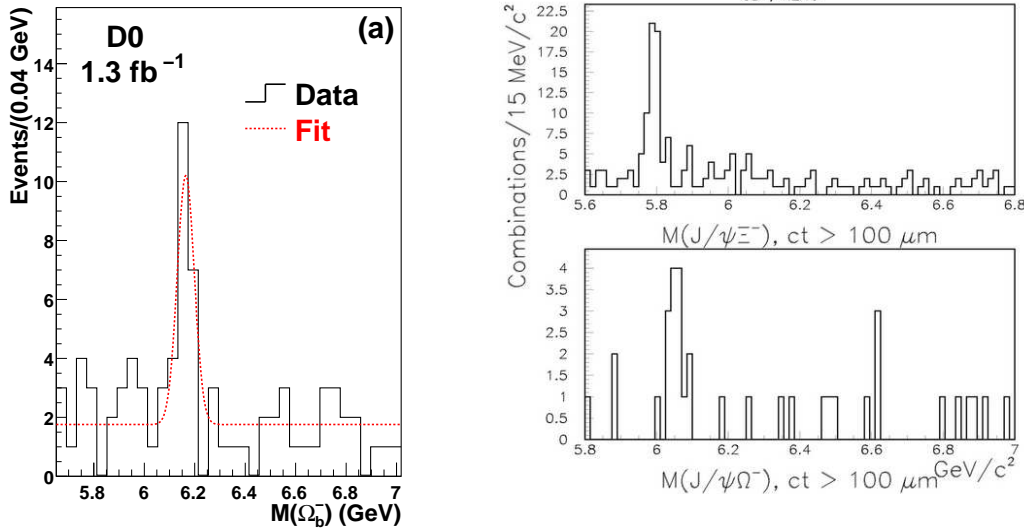 (a)
D0
1.3 fb⁻¹
Data
Fit
Events/(0.04 GeV)
14
12
10
8
6
4
2
0
5.8 6 6.2 6.4 6.6 6.8 7
M(Ω_b⁻) (GeV)
Combinations/15 MeV/c²
22.5
20
17.5
15
12.5
10
7.5
5
2.5
0
5.6 5.8 6 6.2 6.4 6.6 6.8
M(J/ψΞ⁻), ct > 100 μm
4
3.5
3
2.5
2
1.5
1
0.5
0
5.8 6 6.2 6.4 6.6 6.8 7
GeV/c²
M(J/ψΩ⁻), ct > 100 μm